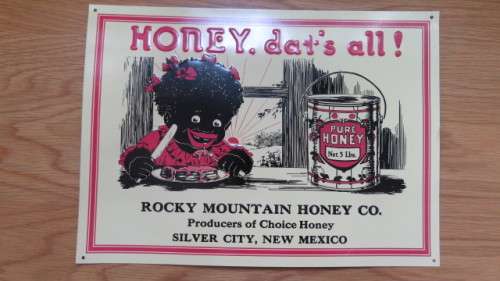 HONEY, dat's all!
PURE
HONEY
Net 5 Lbs.
ROCKY MOUNTAIN HONEY CO.
Producers of Choice Honey
SILVER CITY, NEW MEXICO